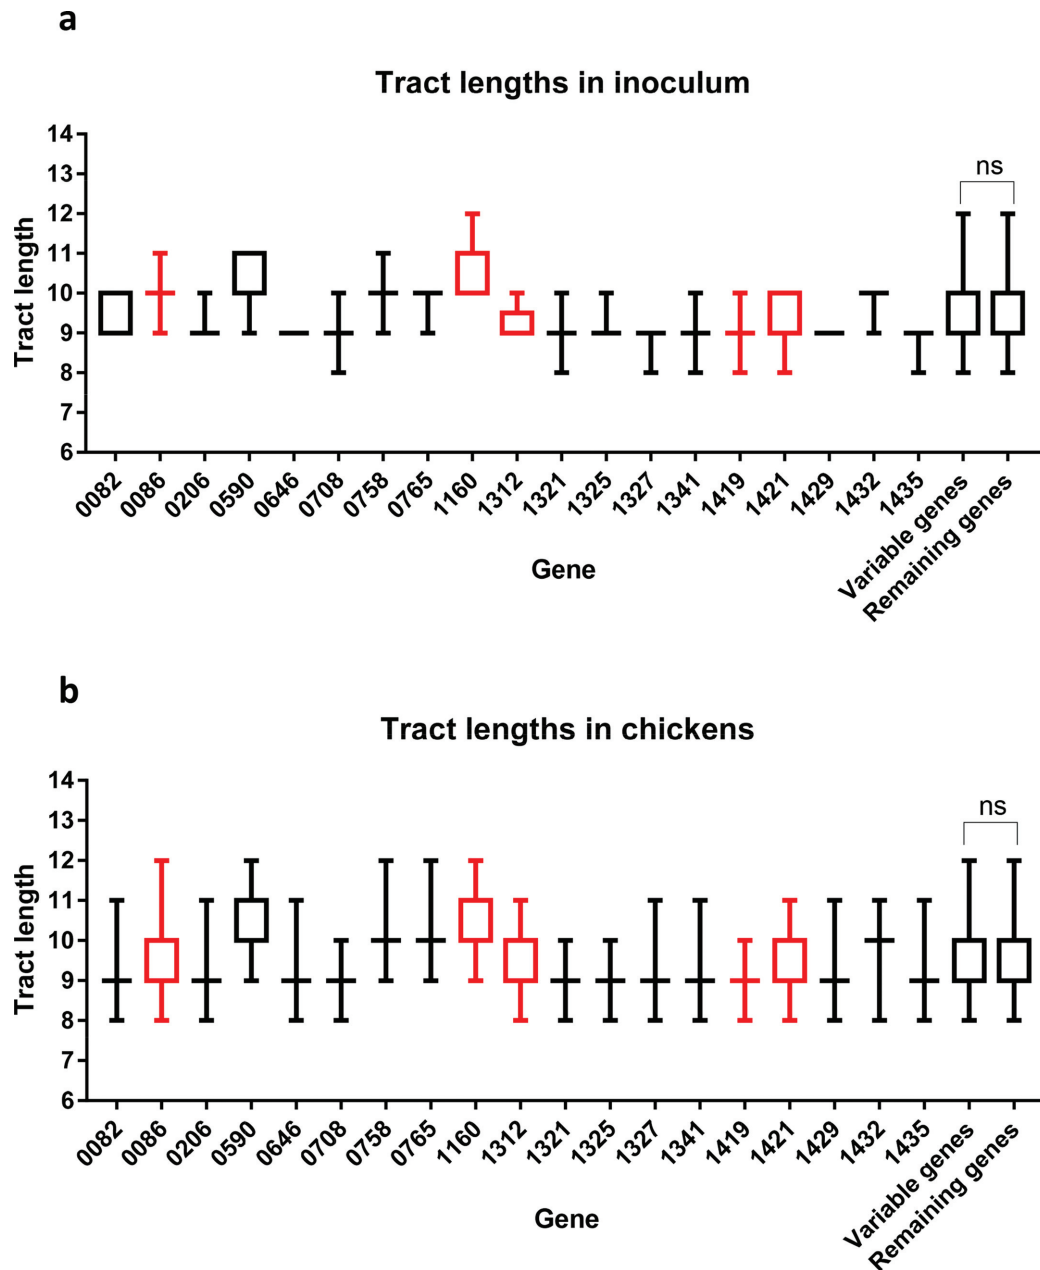 a
Tract lengths in inoculum
Tract length
14
13
12
11
10
9
8
7
6
ns
0082 0086 0206 0590 0646 0708 0758 0765 1160 1312 1321 1325 1327 1341 1419 1421 1429 1432 1435 Variable genes Remaining genes
Gene
b
Tract lengths in chickens
Tract length
14
13
12
11
10
9
8
7
6
ns
0082 0086 0206 0590 0646 0708 0758 0765 1160 1312 1321 1325 1327 1341 1419 1421 1429 1432 1435 Variable genes Remaining genes
Gene